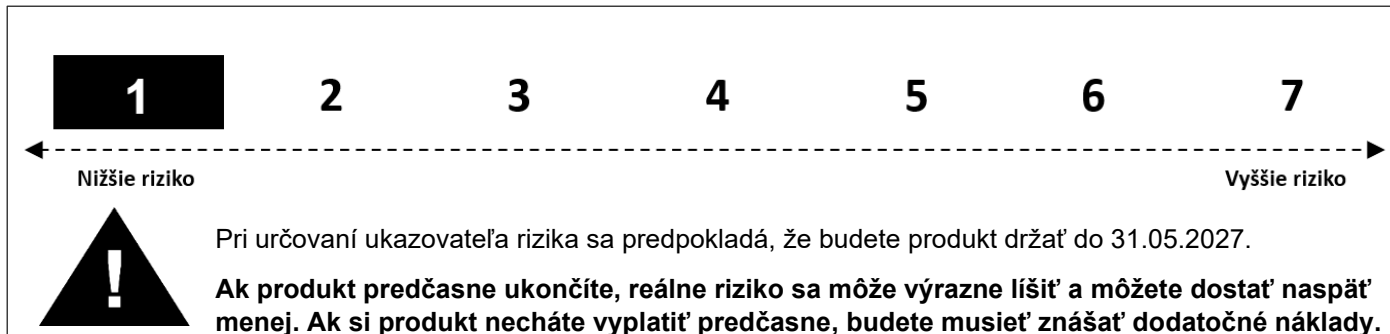 1 2 3 4 5 6 7
Nižšie riziko Vyššie riziko
!
Pri určovaní ukazovateľa rizika sa predpokladá, že budete produkt držať do 31.05.2027.
Ak produkt predčasne ukončíte, reálne riziko sa môže výrazne líšiť a môžete dostať naspäť
menej. Ak si produkt necháte vyplatiť predčasne, budete musieť znášať dodatočné náklady.